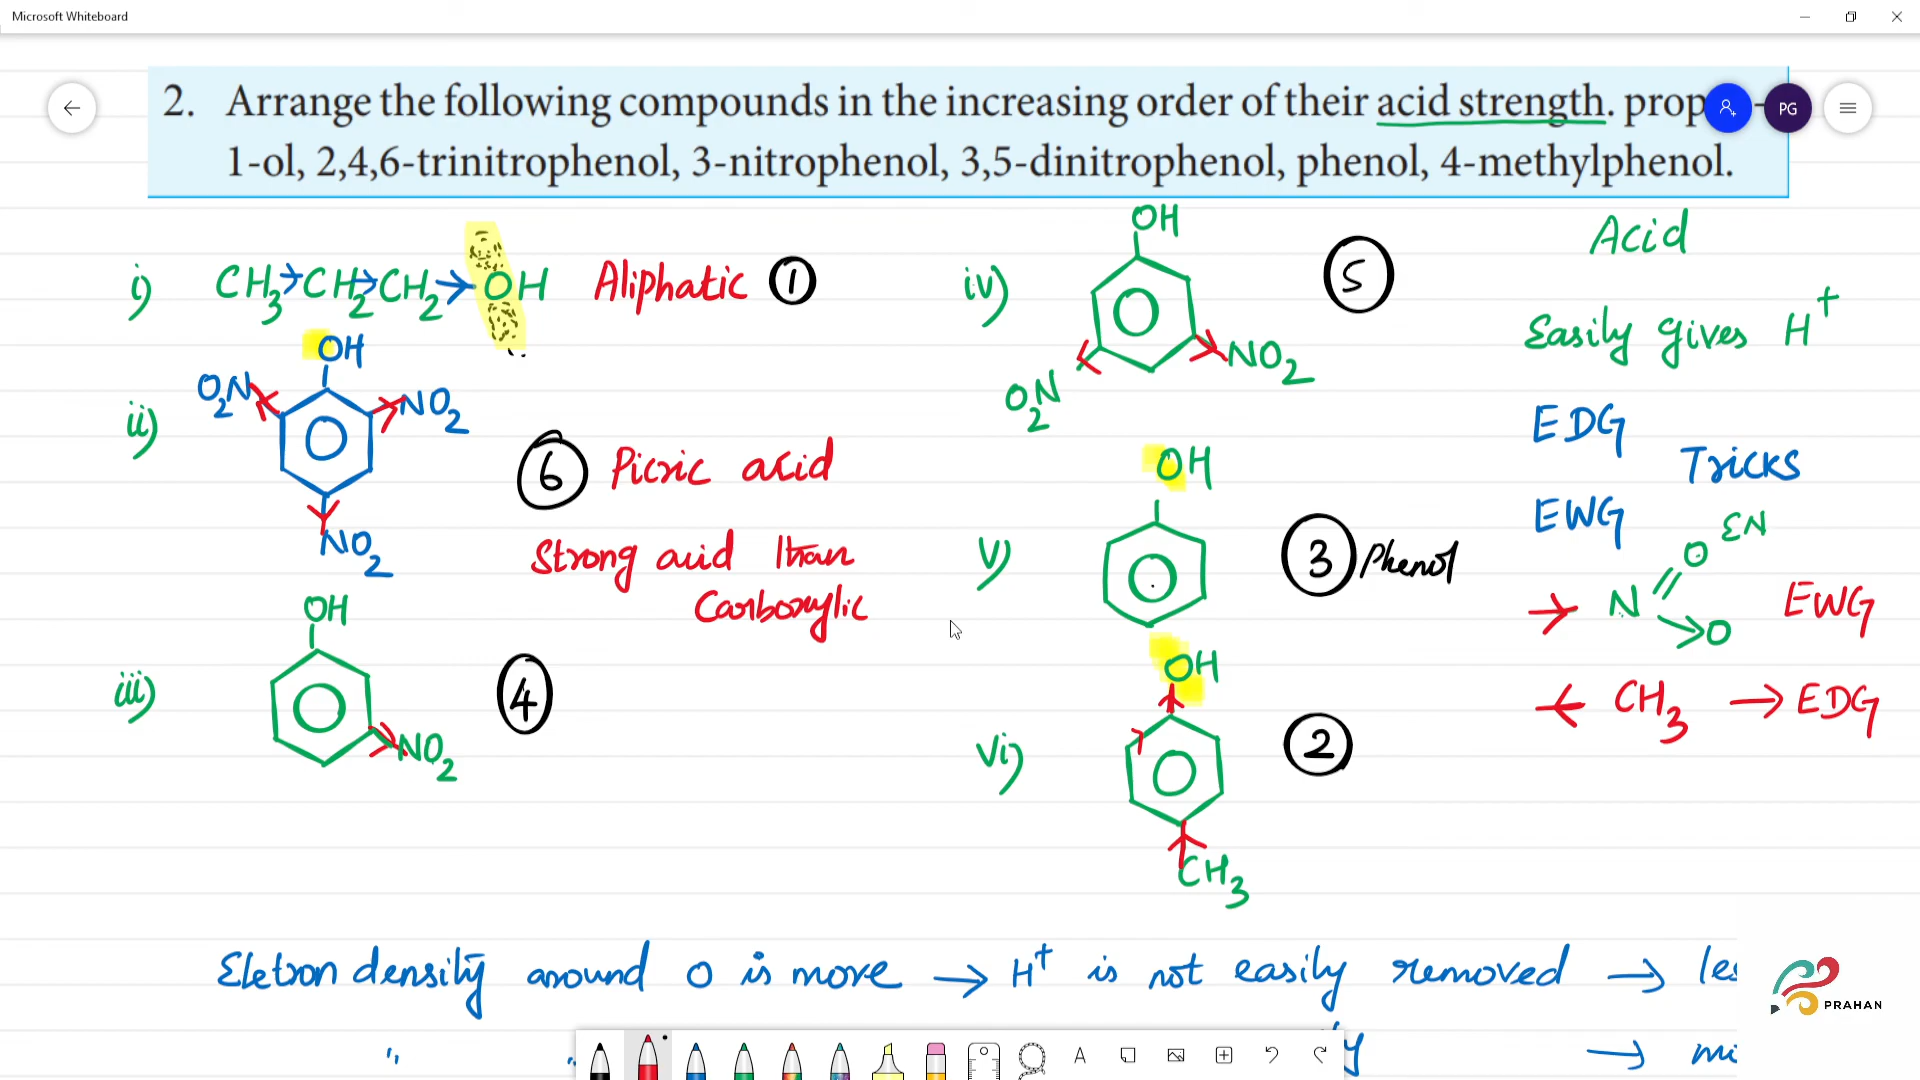 Microsoft Whiteboard
2. Arrange the following compounds in the increasing order of their acid strength. prop
PG
1-ol, 2,4,6-trinitrophenol, 3-nitrophenol, 3,5-dinitrophenol, phenol, 4-methylphenol.
i) CH3 CH2 CH2 OH Aliphatic 1
ii) OH
O2N NO2
NO2
6 Picric acid
Strong acid than
Carboxylic
iii) OH
NO2
4
iv) OH
O2N NO2
5
v) OH
3 Phenol
vi) OH
CH3
2
Acid
Easily gives H+
EDG
Tricks
EWG
EN
O
→ N O EWG
← CH3 → EDG
Eletron density around O is more → H+ is not easily removed →
" →
A
PRAHAN